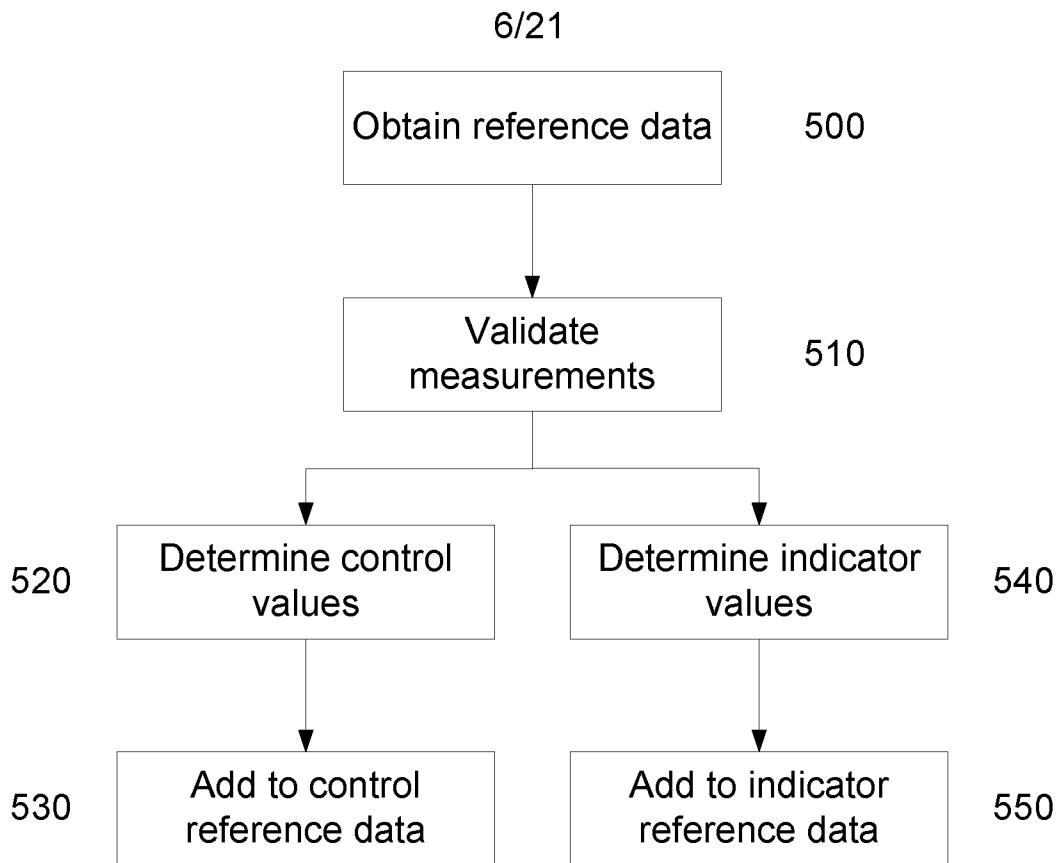 6/21
Obtain reference data
500
Validate
measurements
510
520
Determine control
values
Determine indicator
values
540
530
Add to control
reference data
Add to indicator
reference data
550